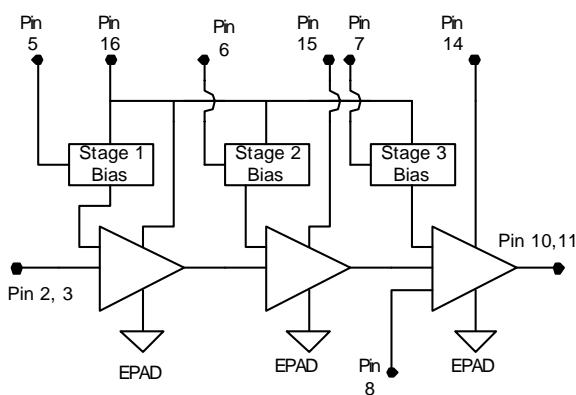 Pin
5
Pin
16
Pin
6
Pin
15
Pin
7
Pin
14
Stage 1
Bias
Stage 2
Bias
Stage 3
Bias
Pin 10,11
Pin 2, 3
EPAD
EPAD
Pin
8
EPAD